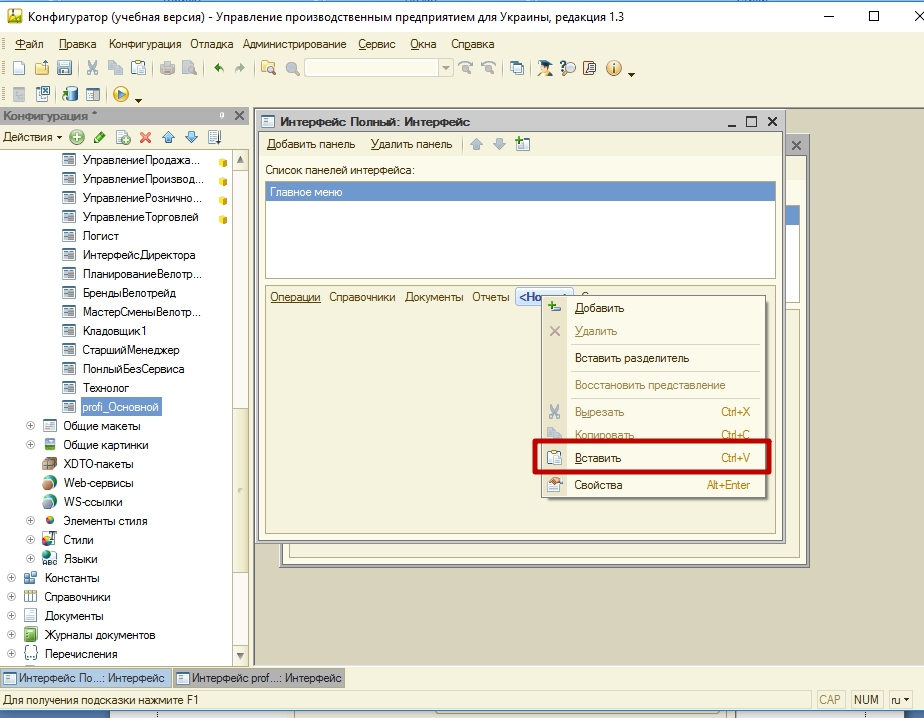 Конфигуратор (учебная версия) - Управление производственным предприятием для Украины, редакция 1.3
Файл Правка Конфигурация Отладка Администрирование Сервис Окна Справка
Конфигурация *
Действия
УправлениеПродажа...
УправлениеПроизвод...
УправлениеРознично...
УправлениеТорговлей
Логист
ИнтерфейсДиректора
ПланированиеВелотр...
БрендыВелотрейд
МастерСменыВелотр...
Кладовщик1
СтаршийМенеджер
ПонлыйБезСервиса
Технолог
profi_Основной
Общие макеты
Общие картинки
XDTO-пакеты
Web-сервисы
WS-ссылки
Элементы стиля
Стили
Языки
Константы
Справочники
Документы
Журналы документов
Перечисления
Интерфейс Полный: Интерфейс
Добавить панель Удалить панель
Список панелей интерфейса:
Главное меню
Операции Справочники Документы Отчеты
Добавить
Удалить
Вставить разделитель
Восстановить представление
Вырезать Ctrl+X
Копировать Ctrl+C
Вставить Ctrl+V
Свойства Alt+Enter
Интерфейс По...: Интерфейс Интерфейс prof...: Интерфейс
Для получения подсказки нажмите F1 CAP NUM ru